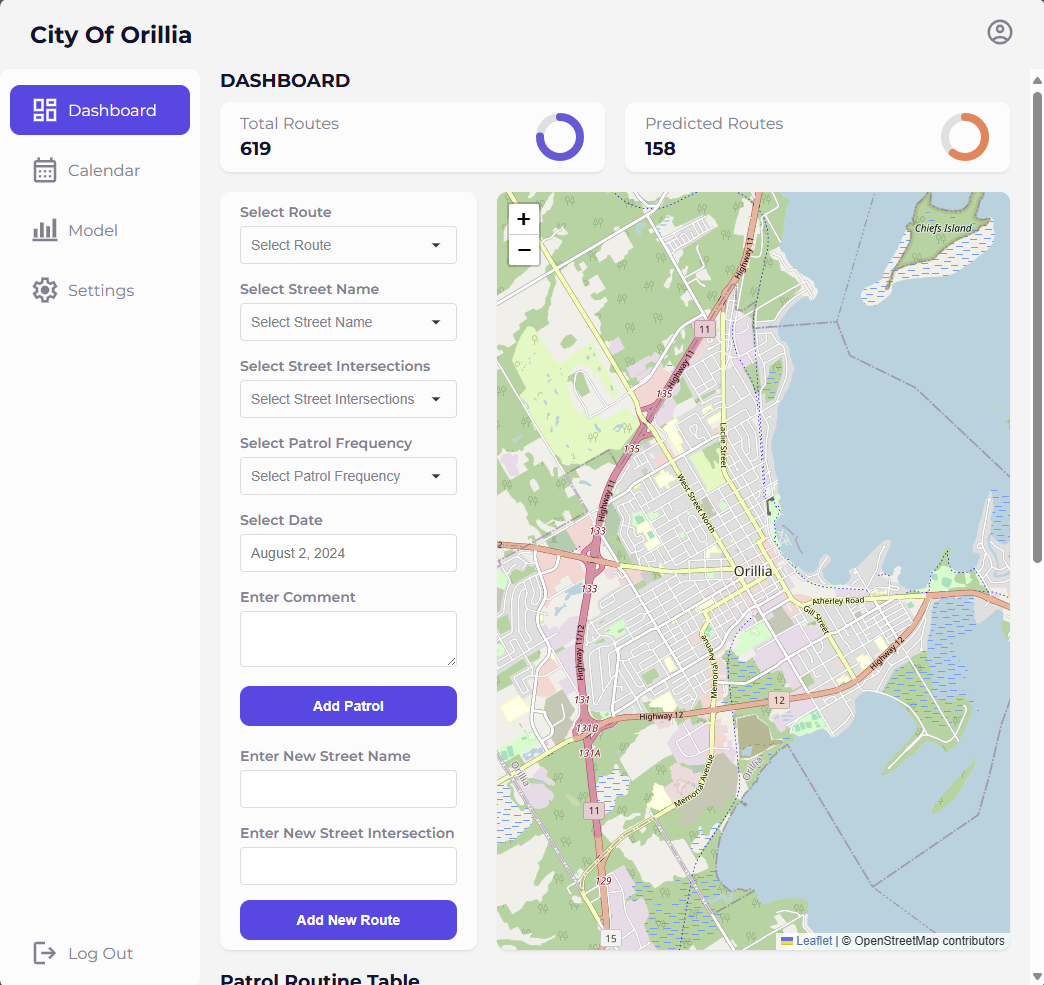 City Of Orillia
Dashboard
Calendar
Model
Settings
Log Out
DASHBOARD
Total Routes
619
Predicted Routes
158
Select Route
Select Route
Select Street Name
Select Street Name
Select Street Intersections
Select Street Intersections
Select Patrol Frequency
Select Patrol Frequency
Select Date
August 2, 2024
Enter Comment
Add Patrol
Enter New Street Name
Enter New Street Intersection
Add New Route
+
−
Chiefs Island
Highway 11
11
Highway 11
135
135
Laclie Street
West Street North
Highway 11
133
2
Orillia
133
Atherley Road
Gill Street
Highway 11/12
Memorial Avenue
Highway 12
131
12
Highway 12
131B
131A
Orillia
Orillia
Memorial Avenue
11
129
15
Leaflet | © OpenStreetMap contributors
Patrol Routine Table